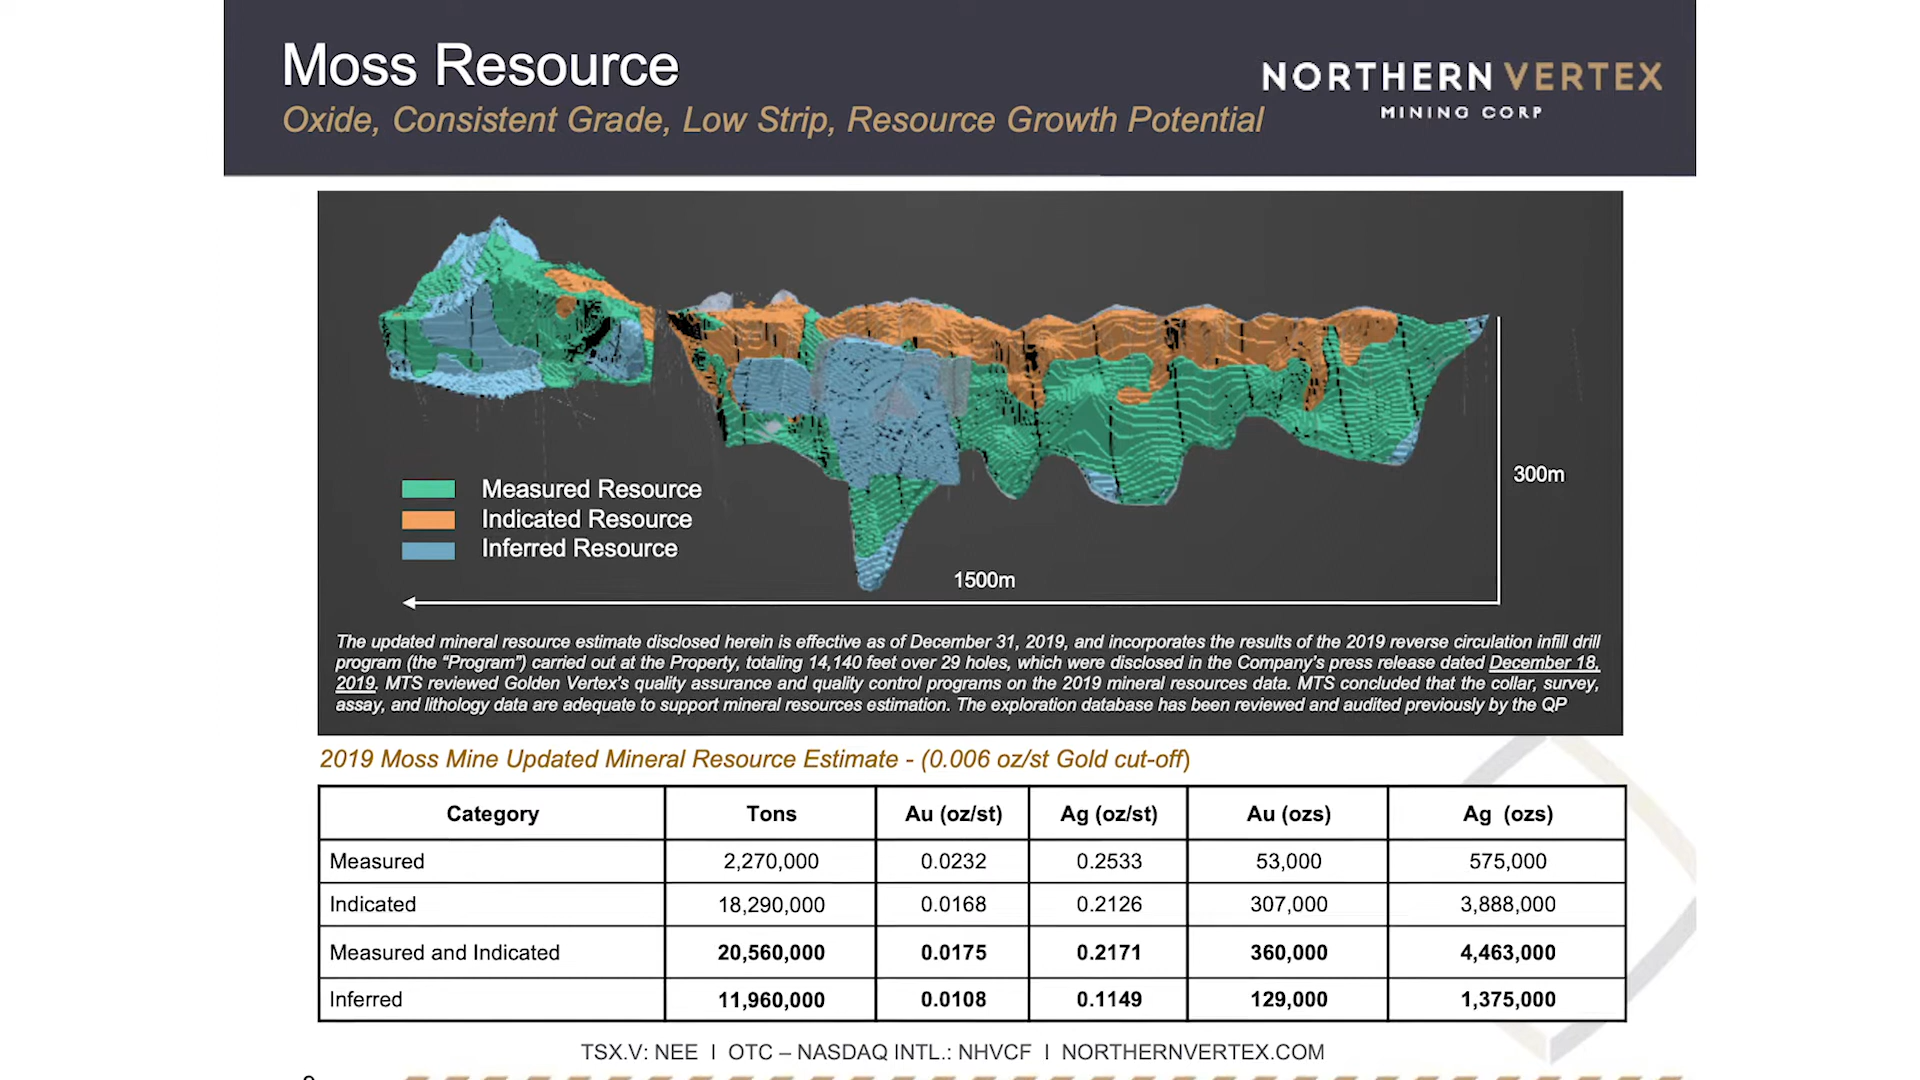 Moss Resource
Oxide, Consistent Grade, Low Strip, Resource Growth Potential
NORTHERN VERTEX
MINING CORP
Measured Resource
Indicated Resource
Inferred Resource
300m
1500m
The updated mineral resource estimate disclosed herein is effective as of December 31, 2019, and incorporates the results of the 2019 reverse circulation infill drill
program (the “Program”) carried out at the Property, totaling 14,140 feet over 29 holes, which were disclosed in the Company’s press release dated December 18,
2019. MTS reviewed Golden Vertex’s quality assurance and quality control programs on the 2019 mineral resources data. MTS concluded that the collar, survey,
assay, and lithology data are adequate to support mineral resources estimation. The exploration database has been reviewed and audited previously by the QP
2019 Moss Mine Updated Mineral Resource Estimate - (0.006 oz/st Gold cut-off)
Category Tons Au (oz/st) Ag (oz/st) Au (ozs) Ag (ozs)
Measured 2,270,000 0.0232 0.2533 53,000 575,000
Indicated 18,290,000 0.0168 0.2126 307,000 3,888,000
Measured and Indicated 20,560,000 0.0175 0.2171 360,000 4,463,000
Inferred 11,960,000 0.0108 0.1149 129,000 1,375,000
TSX.V: NEE I OTC – NASDAQ INTL.: NHVCF I NORTHERNVERTEX.COM